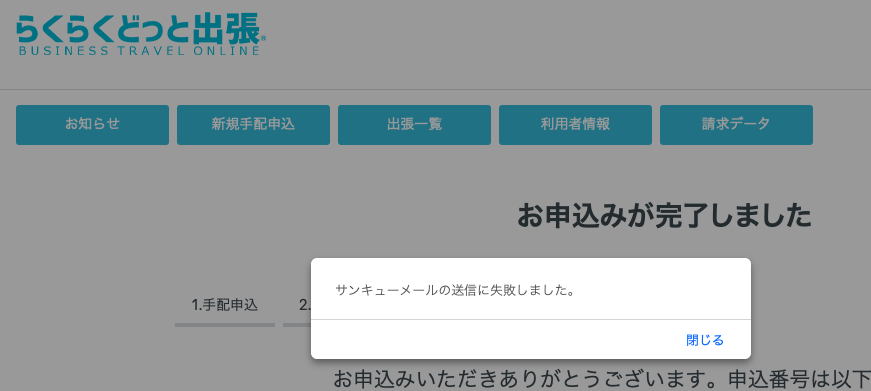 らくらくどっと出張®
BUSINESS TRAVEL ONLINE
お知らせ
新規手配申込
出張一覧
利用者情報
請求データ
お申込みが完了しました
1.手配申込
2.
サンキューメールの送信に失敗しました。
閉じる
お申込みいただきありがとうございます。申込番号は以下